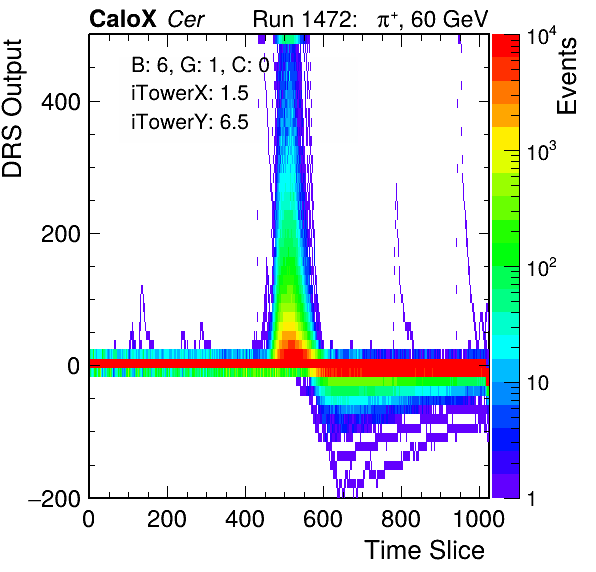 CaloX Cer Run 1472: π⁺, 60 GeV
B: 6, G: 1, C: 0
iTowerX: 1.5
iTowerY: 6.5
DRS Output
400
200
0
−200
0 200 400 600 800 1000
Time Slice
Events
10⁴
10³
10²
10
1